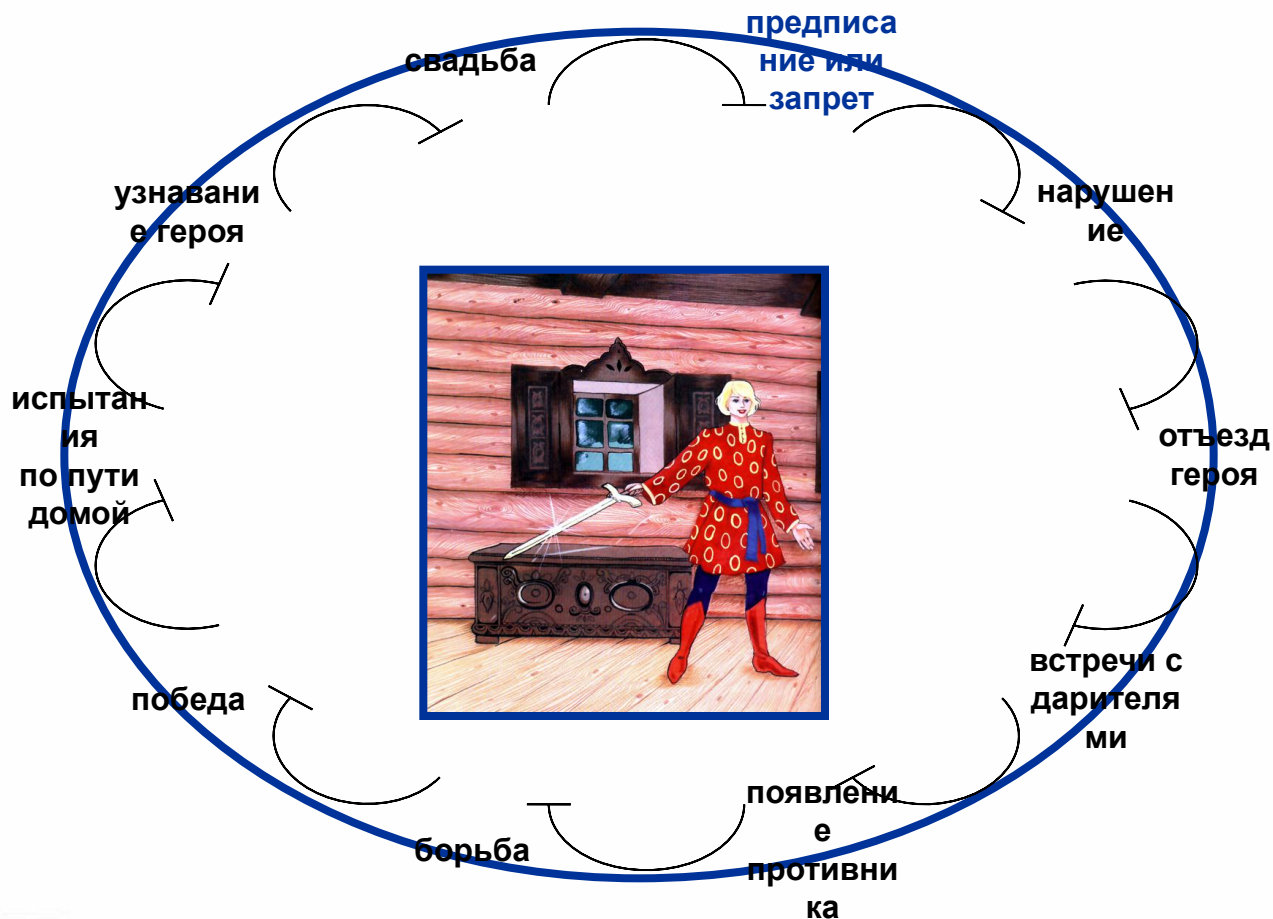 предписа
ние или
запрет
нарушен
ие
отъезд
героя
встречи с
дарителя
ми
появлени
е
противни
ка
борьба
победа
испытан
ия
по пути
домой
узнавани
е героя
свадьба